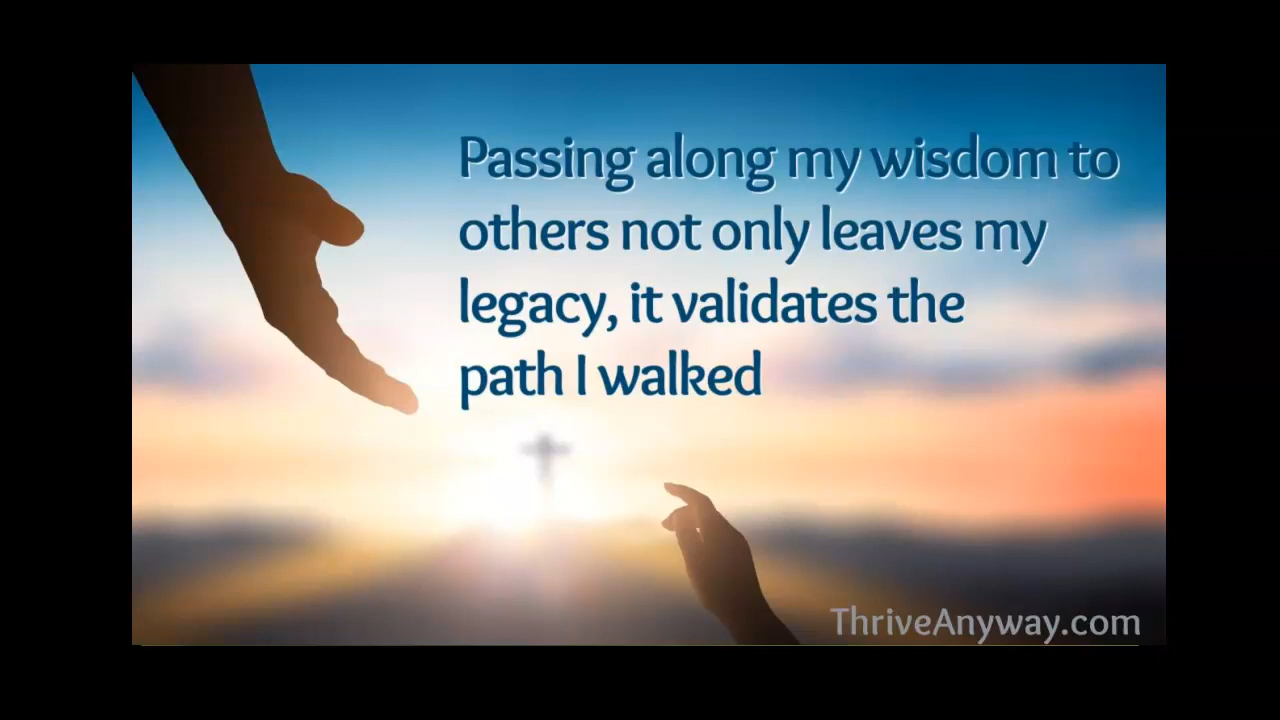 Passing along my wisdom to
others not only leaves my
legacy, it validates the
path I walked
ThriveAnyway.com